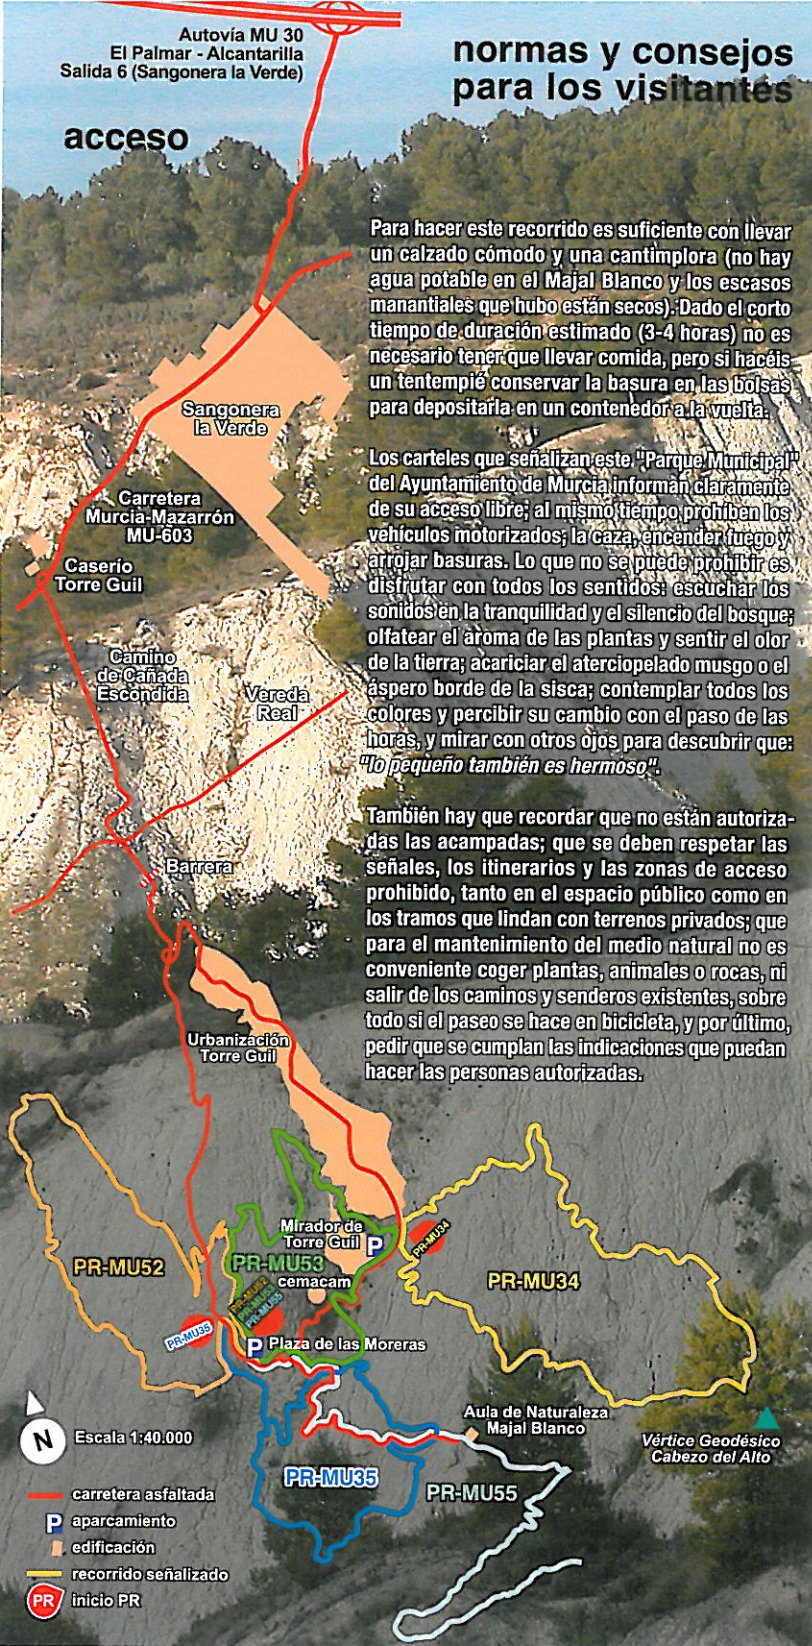 Autovía MU 30
El Palmar - Alcantarilla
Salida 6 (Sangonera la Verde)
acceso
normas y consejos
para los visitantes
Para hacer este recorrido es suficiente con llevar
un calzado cómodo y una cantimplora (no hay
agua potable en el Majal Blanco y los escasos
manantiales que hubo están secos). Dado el corto
tiempo de duración estimado (3-4 horas) no es
necesario tener que llevar comida, pero si hacéis
un tentempié conservar la basura en las bolsas
para depositarla en un contenedor a la vuelta.
Los carteles que señalizan este "Parque Municipal"
del Ayuntamiento de Murcia informan claramente
de su acceso libre; al mismo tiempo prohiben los
vehículos motorizados; la caza, encender fuego y
arrojar basuras. Lo que no se puede prohibir es
disfrutar con todos los sentidos: escuchar los
sonidos en la tranquilidad y el silencio del bosque;
olfatear el aroma de las plantas y sentir el olor
de la tierra; acariciar el aterciopelado musgo o el
áspero borde de la sisca; contemplar todos los
colores y percibir su cambio con el paso de las
horas, y mirar con otros ojos para descubrir que:
"lo pequeño también es hermoso".
También hay que recordar que no están autoriza-
das las acampadas; que se deben respetar las
señales, los itinerarios y las zonas de acceso
prohibido, tanto en el espacio público como en
los tramos que lindan con terrenos privados; que
para el mantenimiento del medio natural no es
conveniente coger plantas, animales o rocas, ni
salir de los caminos y senderos existentes, sobre
todo si el paseo se hace en bicicleta, y por último,
pedir que se cumplan las indicaciones que puedan
hacer las personas autorizadas.
Sangonera
la Verde
Carretera
Murcia-Mazarrón
MU-603
Caserío
Torre Guil
Camino
de Cañada
Escondida
Vereda
Real
Barrera
Urbanización
Torre Guil
Mirador de
Torre Guil
P
PR-MU34
PR-MU52
PR-MU53
cemacam
PR-MU34
PR-MU52
PR-MU55
PR-MU35
P Plaza de las Moreras
Aula de Naturaleza
Majal Blanco
Vértice Geodésico
Cabezo del Alto
N
Escala 1:40.000
PR-MU35
PR-MU55
carretera asfaltada
P aparcamiento
edificación
recorrido señalizado
PR inicio PR